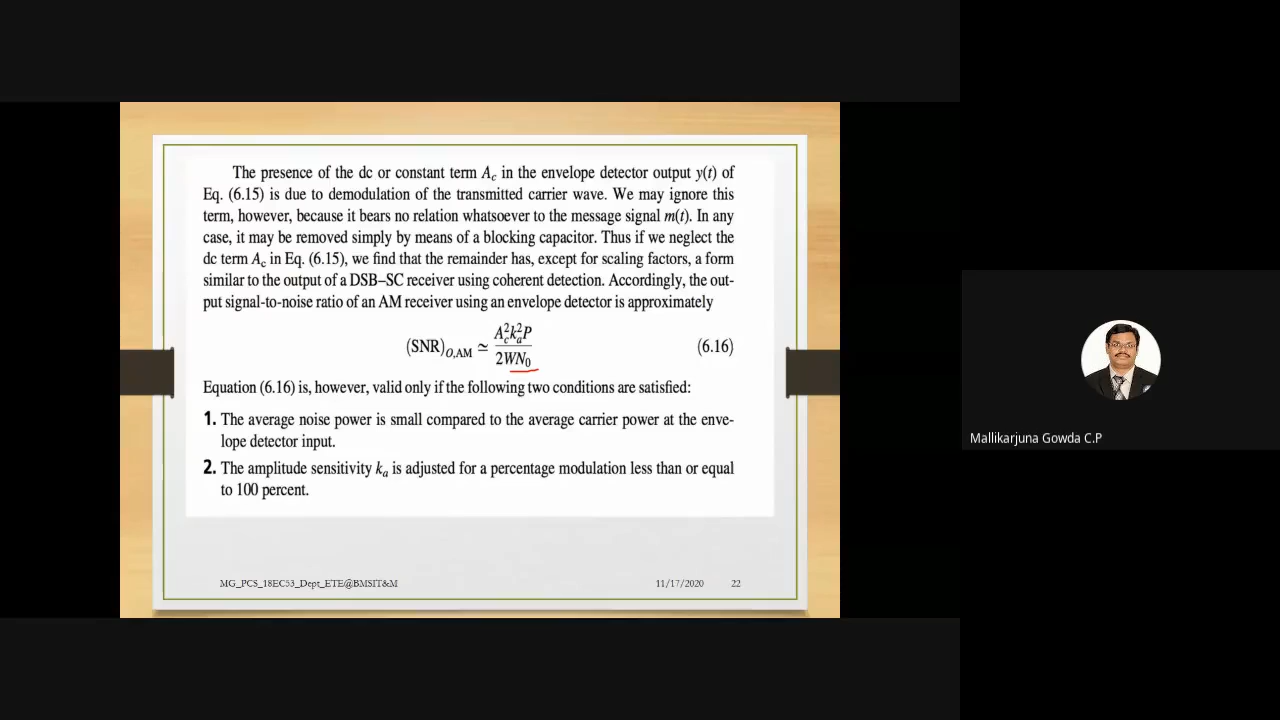 The presence of the dc or constant term A_c in the envelope detector output y(t) of
Eq. (6.15) is due to demodulation of the transmitted carrier wave. We may ignore this
term, however, because it bears no relation whatsoever to the message signal m(t). In any
case, it may be removed simply by means of a blocking capacitor. Thus if we neglect the
dc term A_c in Eq. (6.15), we find that the remainder has, except for scaling factors, a form
similar to the output of a DSB–SC receiver using coherent detection. Accordingly, the out-
put signal-to-noise ratio of an AM receiver using an envelope detector is approximately
(SNR)_{O,AM} ≃ A_c^2 k_a^2 P / 2WN_0 (6.16)
Equation (6.16) is, however, valid only if the following two conditions are satisfied:
1. The average noise power is small compared to the average carrier power at the enve-
lope detector input.
2. The amplitude sensitivity k_a is adjusted for a percentage modulation less than or equal
to 100 percent.
MG_PCS_18EC53_Dept_ETE@BMSIT&M 11/17/2020 22
Mallikarjuna Gowda C.P